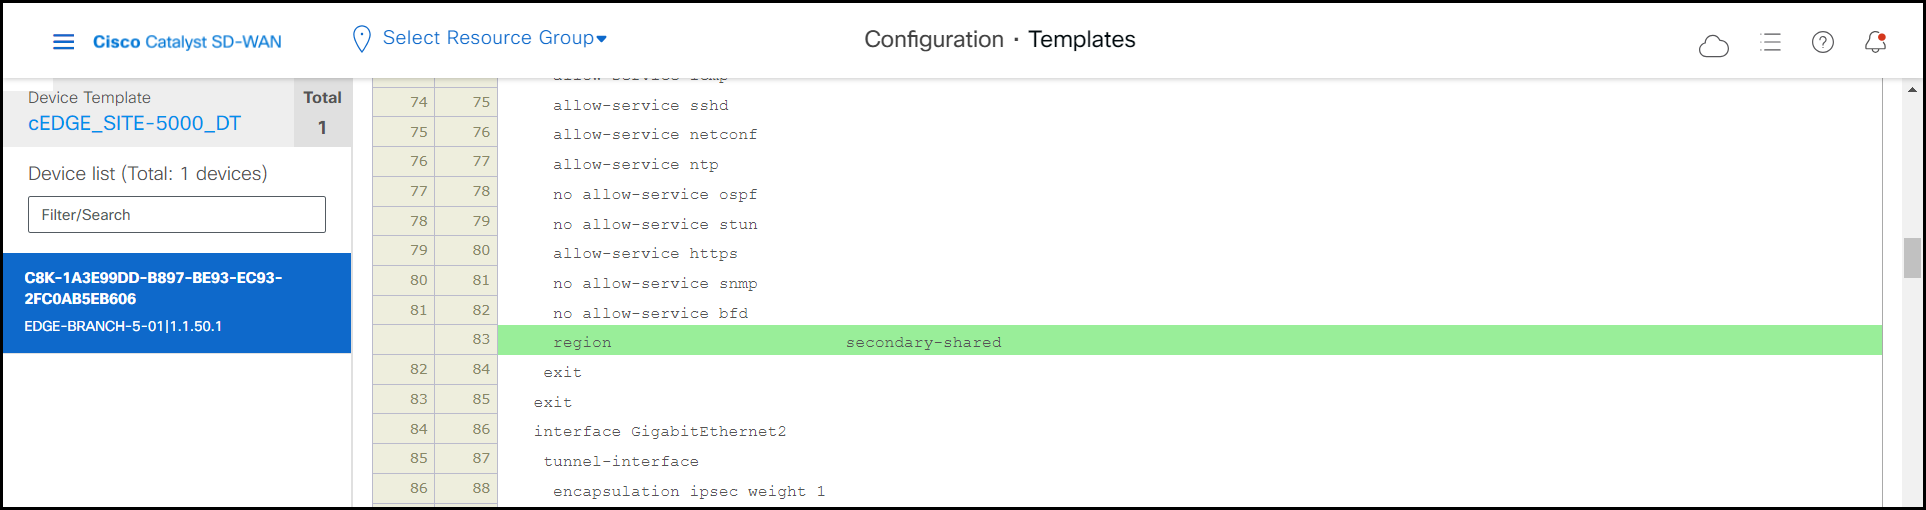 Cisco Catalyst SD-WAN
Select Resource Group
Configuration · Templates
Device Template
cEDGE_SITE-5000_DT
Total
1
Device list (Total: 1 devices)
Filter/Search
C8K-1A3E99DD-B897-BE93-EC93-
2FC0AB5EB606
EDGE-BRANCH-5-01|1.1.50.1
74 75 allow-service sshd
75 76 allow-service netconf
76 77 allow-service ntp
77 78 no allow-service ospf
78 79 no allow-service stun
79 80 allow-service https
80 81 no allow-service snmp
81 82 no allow-service bfd
83 region secondary-shared
82 84 exit
83 85 exit
84 86 interface GigabitEthernet2
85 87 tunnel-interface
86 88 encapsulation ipsec weight 1